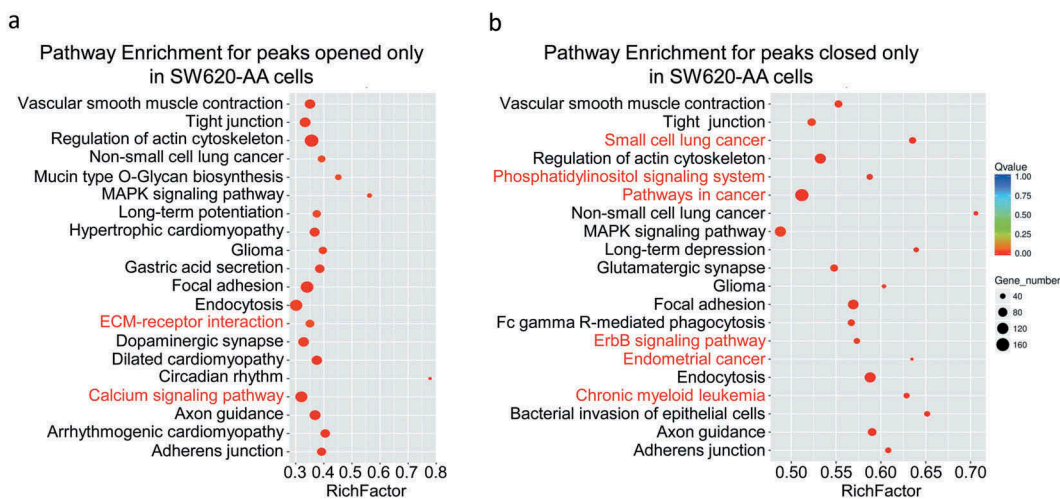 a
Pathway Enrichment for peaks opened only
in SW620-AA cells
Vascular smooth muscle contraction
Tight junction
Regulation of actin cytoskeleton
Non-small cell lung cancer
Mucin type O-Glycan biosynthesis
MAPK signaling pathway
Long-term potentiation
Hypertrophic cardiomyopathy
Glioma
Gastric acid secretion
Focal adhesion
Endocytosis
ECM-receptor interaction
Dopaminergic synapse
Dilated cardiomyopathy
Circadian rhythm
Calcium signaling pathway
Axon guidance
Arrhythmogenic cardiomyopathy
Adherens junction
0.3 0.4 0.5 0.6 0.7 0.8
RichFactor
b
Pathway Enrichment for peaks closed only
in SW620-AA cells
Vascular smooth muscle contraction
Tight junction
Small cell lung cancer
Regulation of actin cytoskeleton
Phosphatidylinositol signaling system
Pathways in cancer
Non-small cell lung cancer
MAPK signaling pathway
Long-term depression
Glutamatergic synapse
Glioma
Focal adhesion
Fc gamma R-mediated phagocytosis
ErbB signaling pathway
Endometrial cancer
Endocytosis
Chronic myeloid leukemia
Bacterial invasion of epithelial cells
Axon guidance
Adherens junction
0.50 0.55 0.60 0.65 0.70
RichFactor
Qvalue
1.00
0.75
0.50
0.25
0.00
Gene_number
40
80
120
160